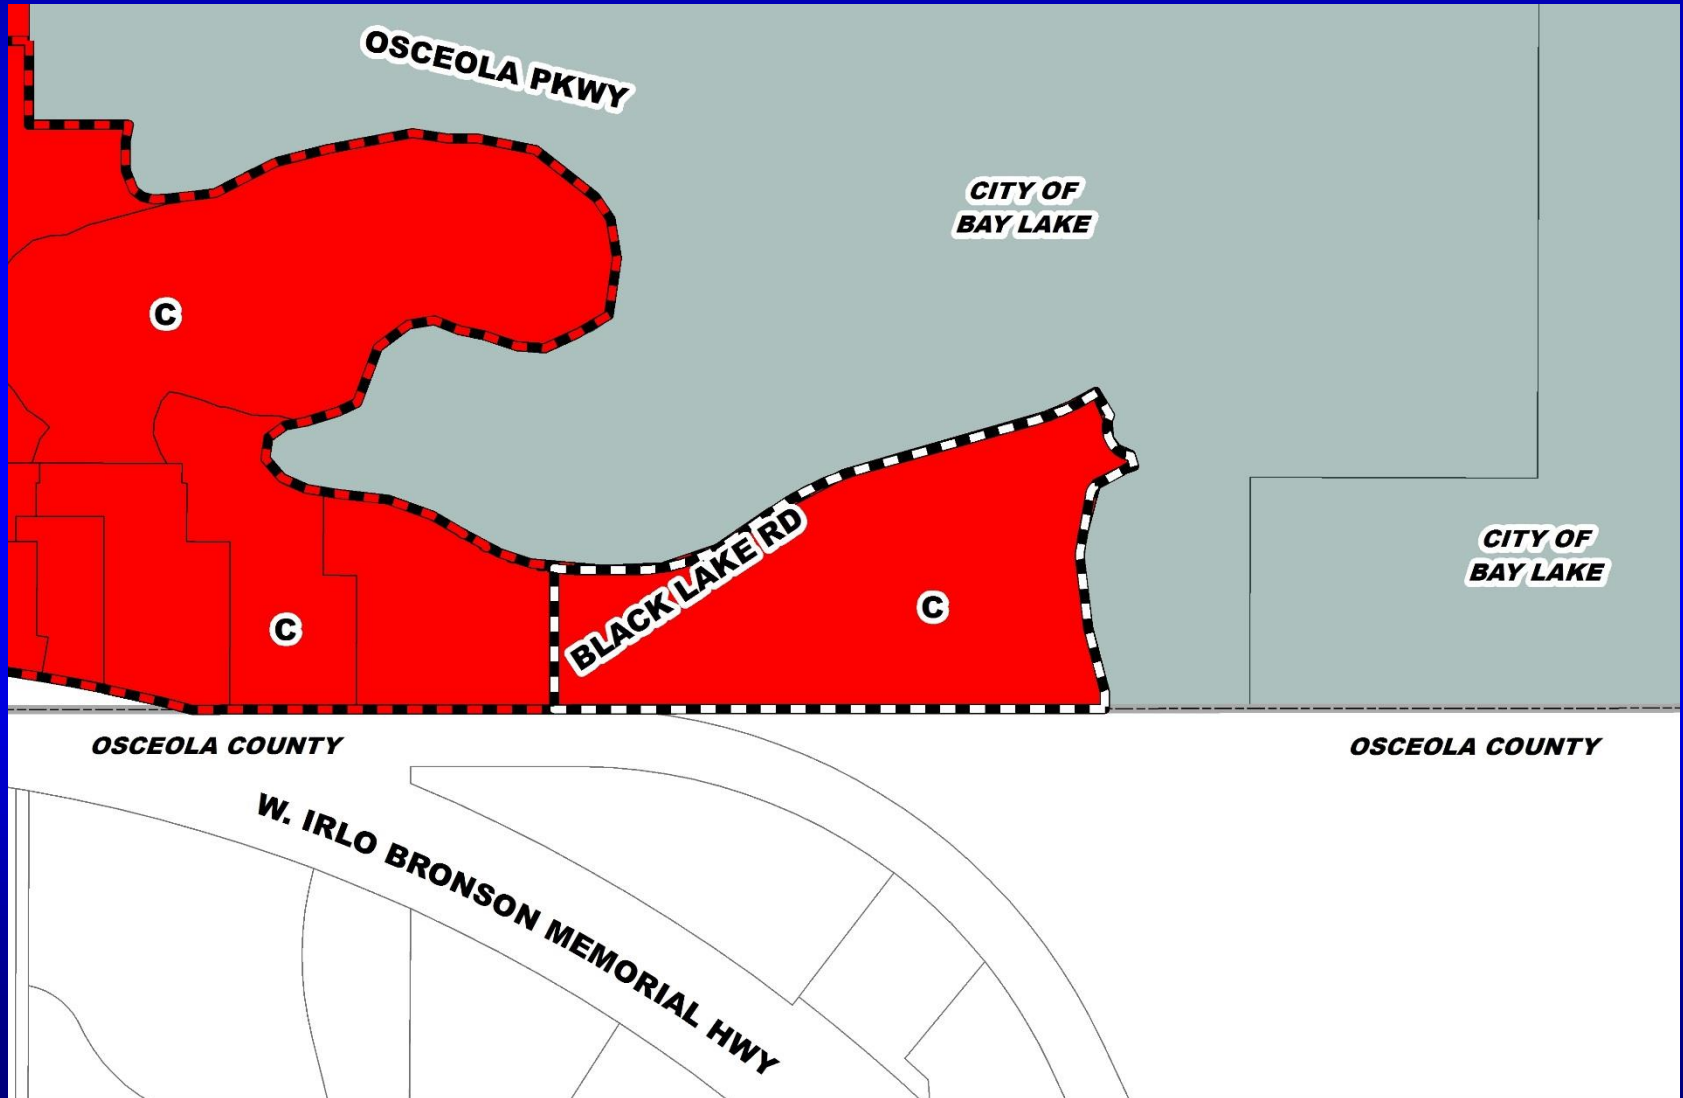 OSCEOLA PKWY
CITY OF
BAY LAKE
C
BLACK LAKE RD
CITY OF
BAY LAKE
C
C
OSCEOLA COUNTY
OSCEOLA COUNTY
W. IRLO BRONSON MEMORIAL HWY